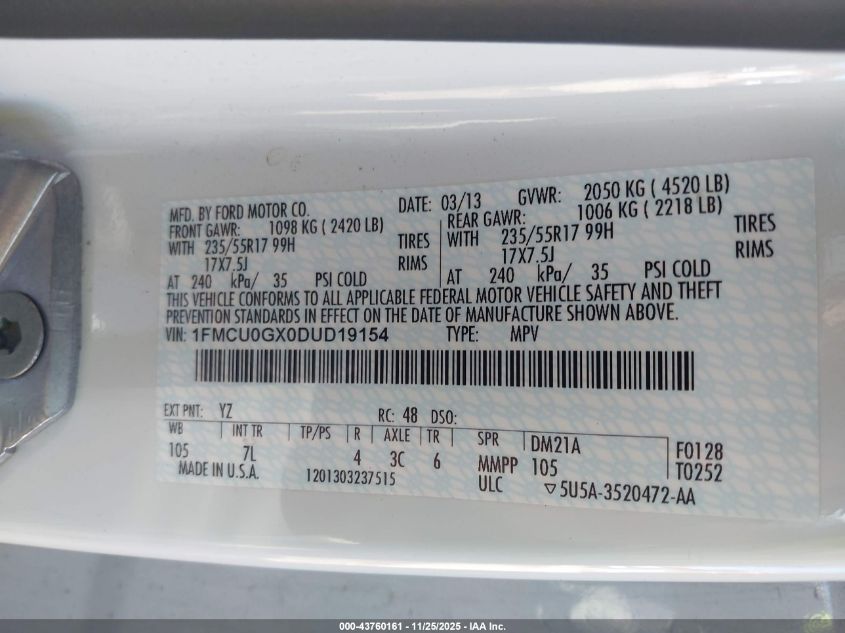 MFD. BY FORD MOTOR CO. DATE: 03/13 GVWR: 2050 KG ( 4520 LB)
FRONT GAWR: 1098 KG ( 2420 LB) REAR GAWR: 1006 KG ( 2218 LB)
WITH 235/55R17 99H TIRES WITH 235/55R17 99H TIRES
17X7.5J RIMS 17X7.5J RIMS
AT 240 kPa/ 35 PSI COLD AT 240 kPa/ 35 PSI COLD
THIS VEHICLE CONFORMS TO ALL APPLICABLE FEDERAL MOTOR VEHICLE SAFETY AND THEFT
PREVENTION STANDARDS IN EFFECT ON THE DATE OF MANUFACTURE SHOWN ABOVE.
VIN: 1FMCU0GX0DUD19154 TYPE: MPV
EXT PNT: YZ RC: 48 DSO:
WB INT TR TP/PS R AXLE TR SPR DM21A F0128
105 7L 4 3C 6 MMPP 105 T0252
MADE IN U.S.A. 1201303237515 ULC ▽5U5A-3520472-AA
000-43760161 - 11/25/2025 - IAA Inc.